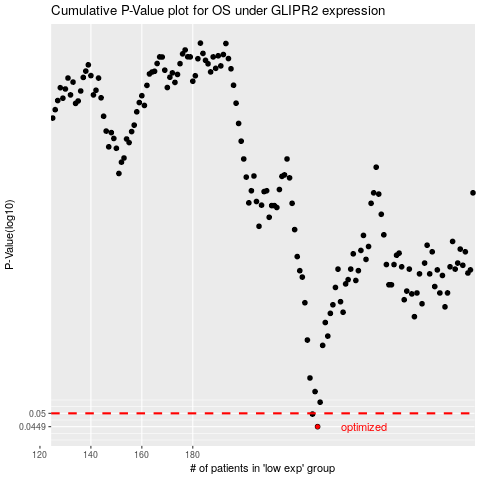 Cumulative P-Value plot for OS under GLIPR2 expression
P-Value(log10)
0.05
0.0449
optimized
120 140 160 180
# of patients in 'low exp' group